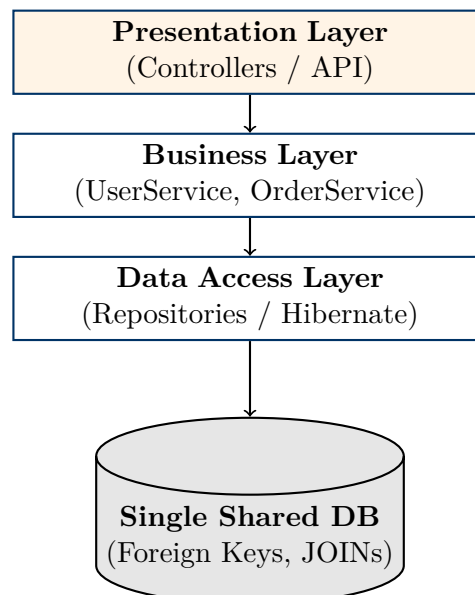 Presentation Layer
(Controllers / API)
Business Layer
(UserService, OrderService)
Data Access Layer
(Repositories / Hibernate)
Single Shared DB
(Foreign Keys, JOINs)